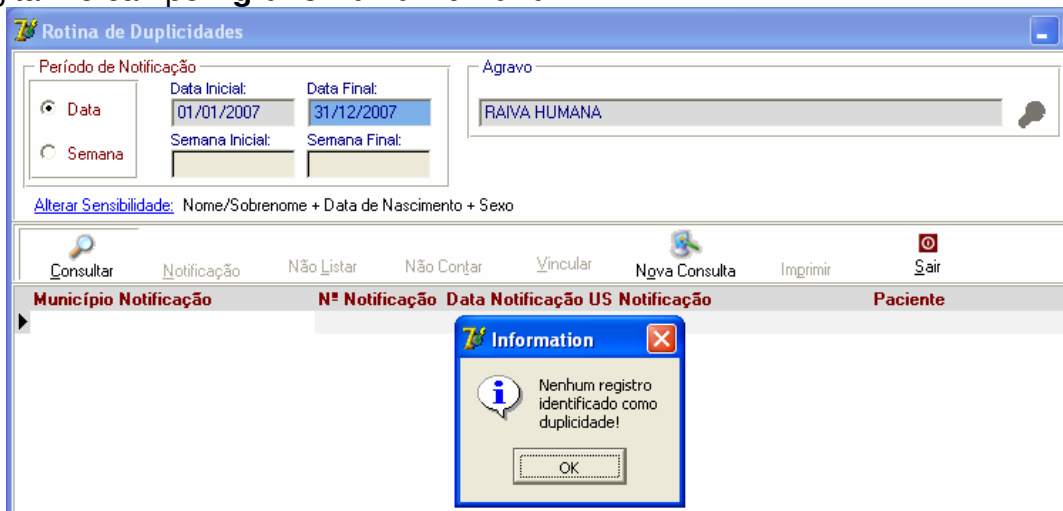 Rotina de Duplicidades
Período de Notificação
Agravo
Data Inicial: Data Final:
Data 01/01/2007 31/12/2007
RAIVA HUMANA
Semana Inicial: Semana Final:
Semana
Alterar Sensibilidade: Nome/Sobrenome + Data de Nascimento + Sexo
Consultar Notificação Não Listar Não Contar Vincular Nova Consulta Imprimir Sair
Município Notificação Nº Notificação Data Notificação US Notificação Paciente
Information
Nenhum registro
identificado como
duplicidade!
OK